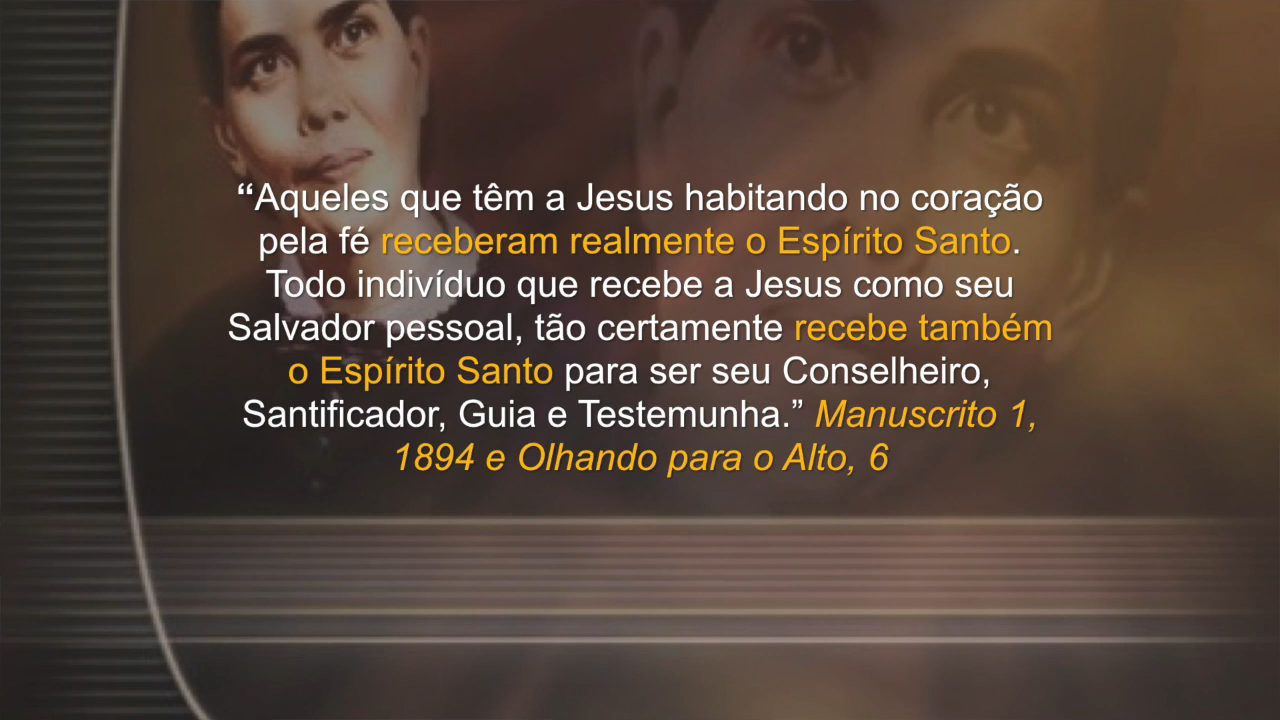 “Aqueles que têm a Jesus habitando no coração
pela fé receberam realmente o Espírito Santo.
Todo indivíduo que recebe a Jesus como seu
Salvador pessoal, tão certamente recebe também
o Espírito Santo para ser seu Conselheiro,
Santificador, Guia e Testemunha.” Manuscrito 1,
1894 e Olhando para o Alto, 6